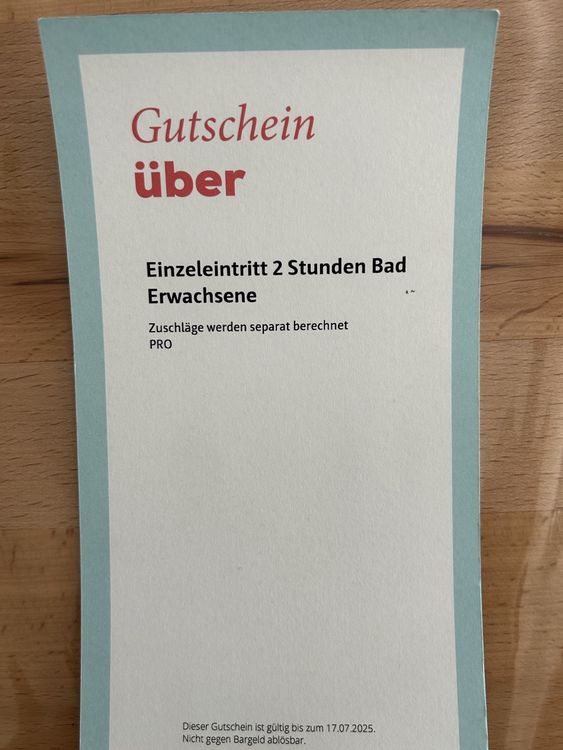 Gutschein
über
Einzeleintritt 2 Stunden Bad
Erwachsene
Zuschläge werden separat berechnet
PRO
Dieser Gutschein ist gültig bis zum 17.07.2025.
Nicht gegen Bargeld ablösbar.